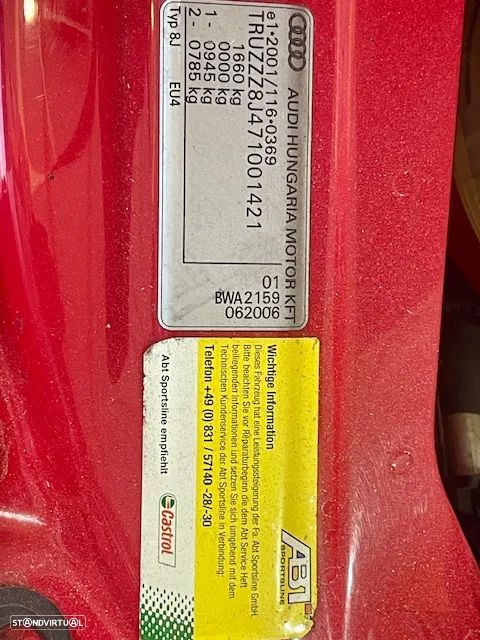 AUDI HUNGARIA MOTOR KFT
e1*2001/116*0369
TRUZZZ8J471001421
1660 kg
0000 kg
1- 0945 kg
2- 0785 kg
Typ 8J EU4
01
BWA2159
062006
ABT
SPORTSLINE
Wichtige Information
Dieses Fahrzeug hat eine Leistungssteigerung der Fa. Abt Sportsline GmbH.
Bitte beachten Sie vor Reparaturbeginn die dem Abt Service Heft
beiliegenden Informationen und setzen Sie sich umgehend mit dem
Technischen Kundenservice der Abt Sportsline in Verbindung:
Telefon +49 (0) 831 / 57140 -28/-30
Abt Sportsline empfiehlt
Castrol
STANDVIRTUAL